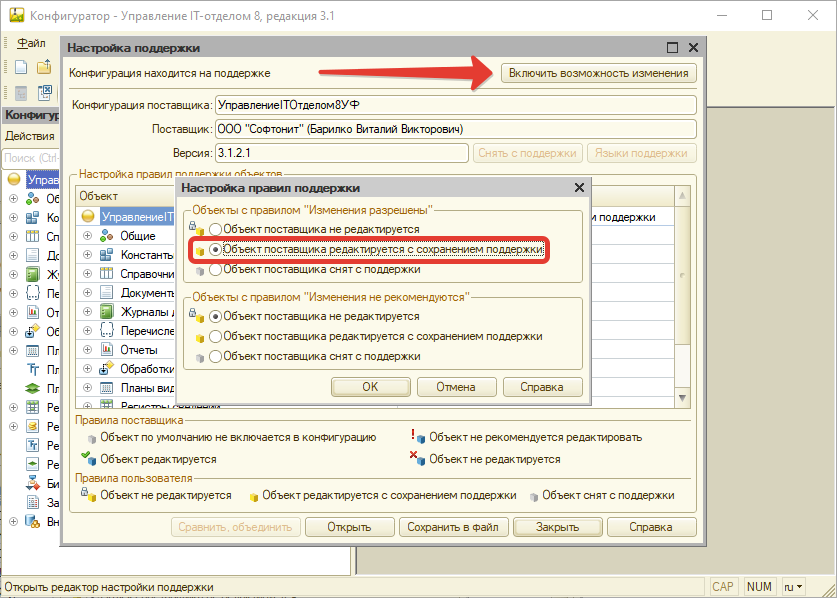 Конфигуратор - Управление IT-отделом 8, редакция 3.1
Файл
Настройка поддержки
Конфигурация находится на поддержке
Включить возможность изменения
Конфигурация поставщика: УправлениеITОтделом8УФ
Поставщик: ООО "Софтонит" (Барилко Виталий Викторович)
Версия: 3.1.2.1
Снять с поддержки
Языки поддержки
Конфигур
Действия
Поиск (Ctrl-
Управ
Об
Ко
Сп
До
Жу
Пе
От
Об
Пл
Пл
Пл
Ре
Ре
Ре
Ре
Би
За
Вн
Настройка правил поддержки объектов
Объект
УправлениеIT
и поддержки
Общие
Константы
Справочни
Документы
Журналы д
Перечисле
Отчеты
Обработки
Планы вид
Регистры сведений
Настройка правил поддержки
Объекты с правилом "Изменения разрешены"
Объект поставщика не редактируется
Объект поставщика редактируется с сохранением поддержки
Объект поставщика снят с поддержки
Объекты с правилом "Изменения не рекомендуются"
Объект поставщика не редактируется
Объект поставщика редактируется с сохранением поддержки
Объект поставщика снят с поддержки
OK
Отмена
Справка
Правила поставщика
Объект по умолчанию не включается в конфигурацию
Объект не рекомендуется редактировать
Объект редактируется
Объект не редактируется
Правила пользователя
Объект не редактируется
Объект редактируется с сохранением поддержки
Объект снят с поддержки
Сравнить, объединить
Открыть
Сохранить в файл
Закрыть
Справка
Открыть редактор настройки поддержки
CAP
NUM
ru